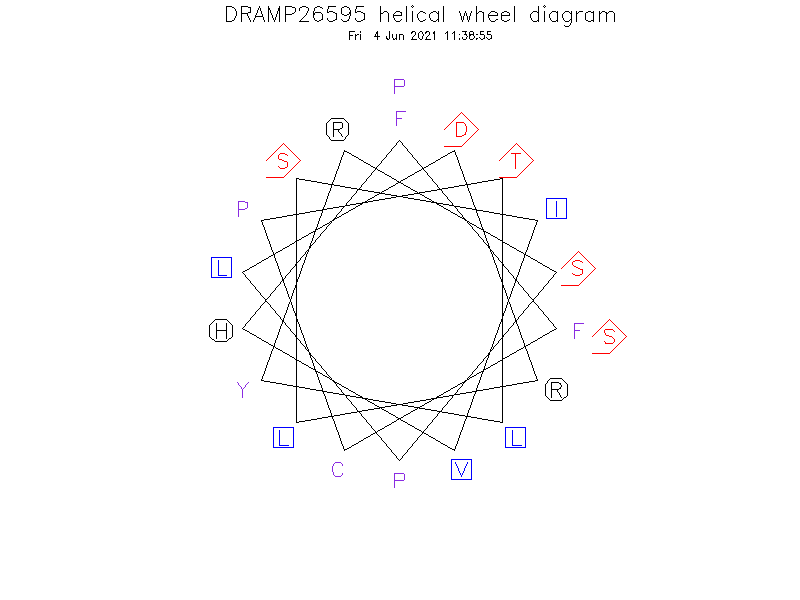 DRAMP26595 helical wheel diagram
Fri 4 Jun 2021 11:38:55
P
F
R D
S T
P I
L S
H F S
Y R
L L
C V
P